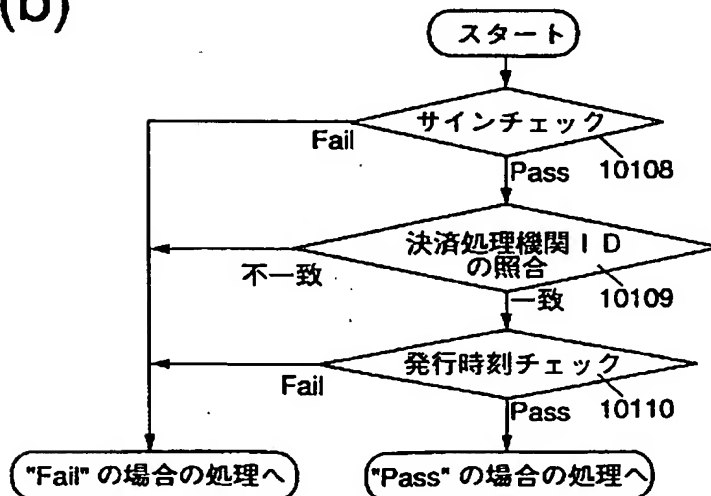 (b)
スタート
サインチェック
Fail
Pass
10108
決済処理機関ID
の照合
不一致
一致
10109
発行時刻チェック
Fail
Pass
10110
"Fail" の場合の処理へ
"Pass" の場合の処理へ